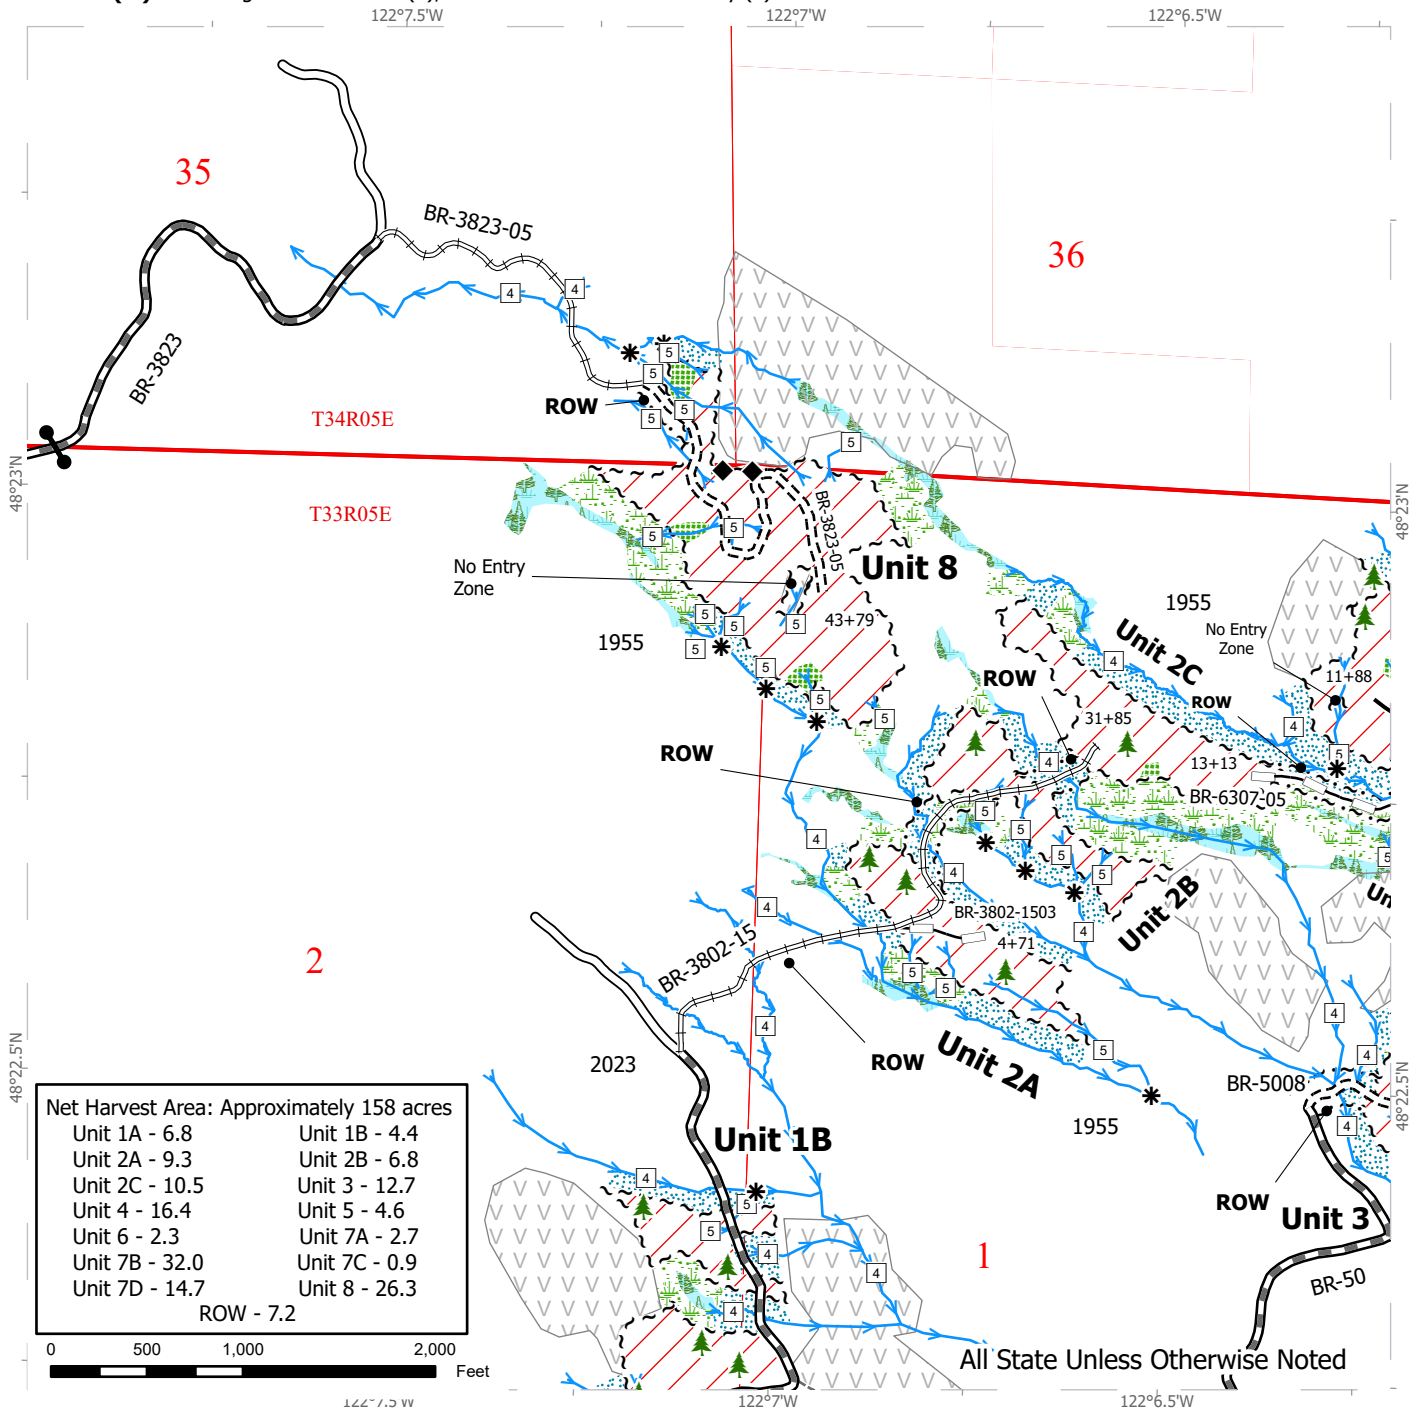 122°7.5'W
122°7'W
122°6.5'W
35
BR-3823-05
36
BR-3823
4
4
5
5
ROW
5
5
5
T34R05E
48°23'N
48°23'N
T33R05E
BR-3823-05
5
5
No Entry
Zone
Unit 8
1955
No Entry
Zone
5
5
5
43+79
5
1955
Unit 2C
4
5
ROW
11+88
5
ROW
5
31+85
4
ROW
4
13+13
5
BR-6307-05
5
5
4
5
5
5
4
4
BR-3802-1503
Unit 2B
4+71
4
2
BR-3802-15
5
5
4
4
48°22.5'N
48°22.5'N
5
4
2023
ROW
Unit 2A
BR-5008
4
1955
Unit 1B
4
5
5
4
4
4
ROW
Unit 3
1
BR-50
Net Harvest Area: Approximately 158 acres
Unit 1A - 6.8 Unit 1B - 4.4
Unit 2A - 9.3 Unit 2B - 6.8
Unit 2C - 10.5 Unit 3 - 12.7
Unit 4 - 16.4 Unit 5 - 4.6
Unit 6 - 2.3 Unit 7A - 2.7
Unit 7B - 32.0 Unit 7C - 0.9
Unit 7D - 14.7 Unit 8 - 26.3
ROW - 7.2
0 500 1,000 2,000
Feet
All State Unless Otherwise Noted
122°7.5'W
122°7'W
122°6.5'W